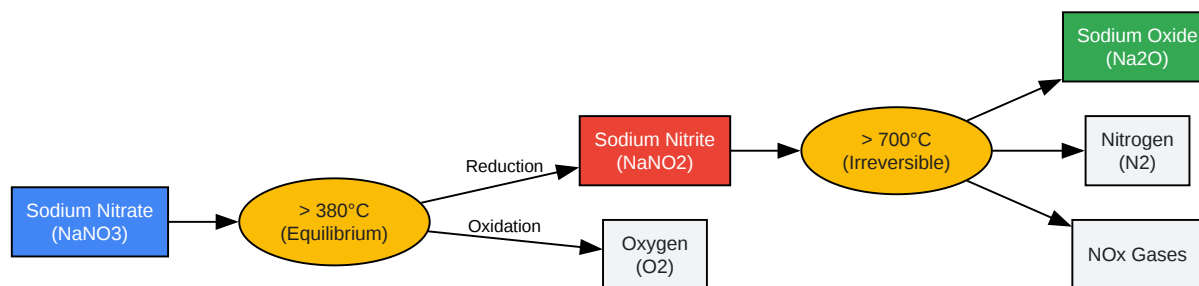 Sodium Nitrate
(NaNO3)
> 380°C
(Equilibrium)
Reduction
Oxidation
Sodium Nitrite
(NaNO2)
Oxygen
(O2)
> 700°C
(Irreversible)
Sodium Oxide
(Na2O)
Nitrogen
(N2)
NOx Gases